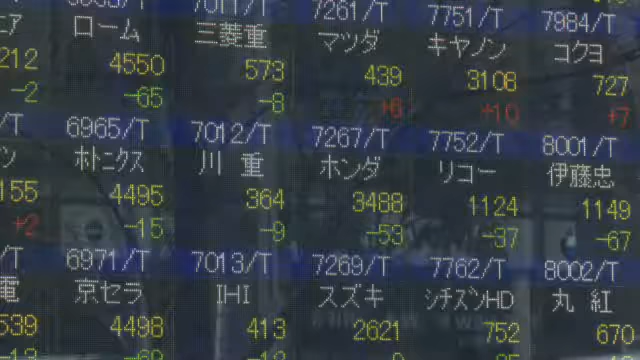 7011/T 7261/T 7751/T 7984/T
ローム 三菱重 マツダ キヤノン コクヨ
212 4550 573 439 3108 727
-2 -65 -8 +6 +10 +7
6965/T 7012/T 7267/T 7752/T 8001/T
ホトニクス 川 重 ホンダ リコー 伊藤忠
155 4495 364 3488 1124 1149
+2 -15 -9 -53 -37 -67
6971/T 7013/T 7269/T 7762/T 8002/T
電 京セラ IHI スズキ シチズンHD 丸 紅
539 4498 413 2621 752 670